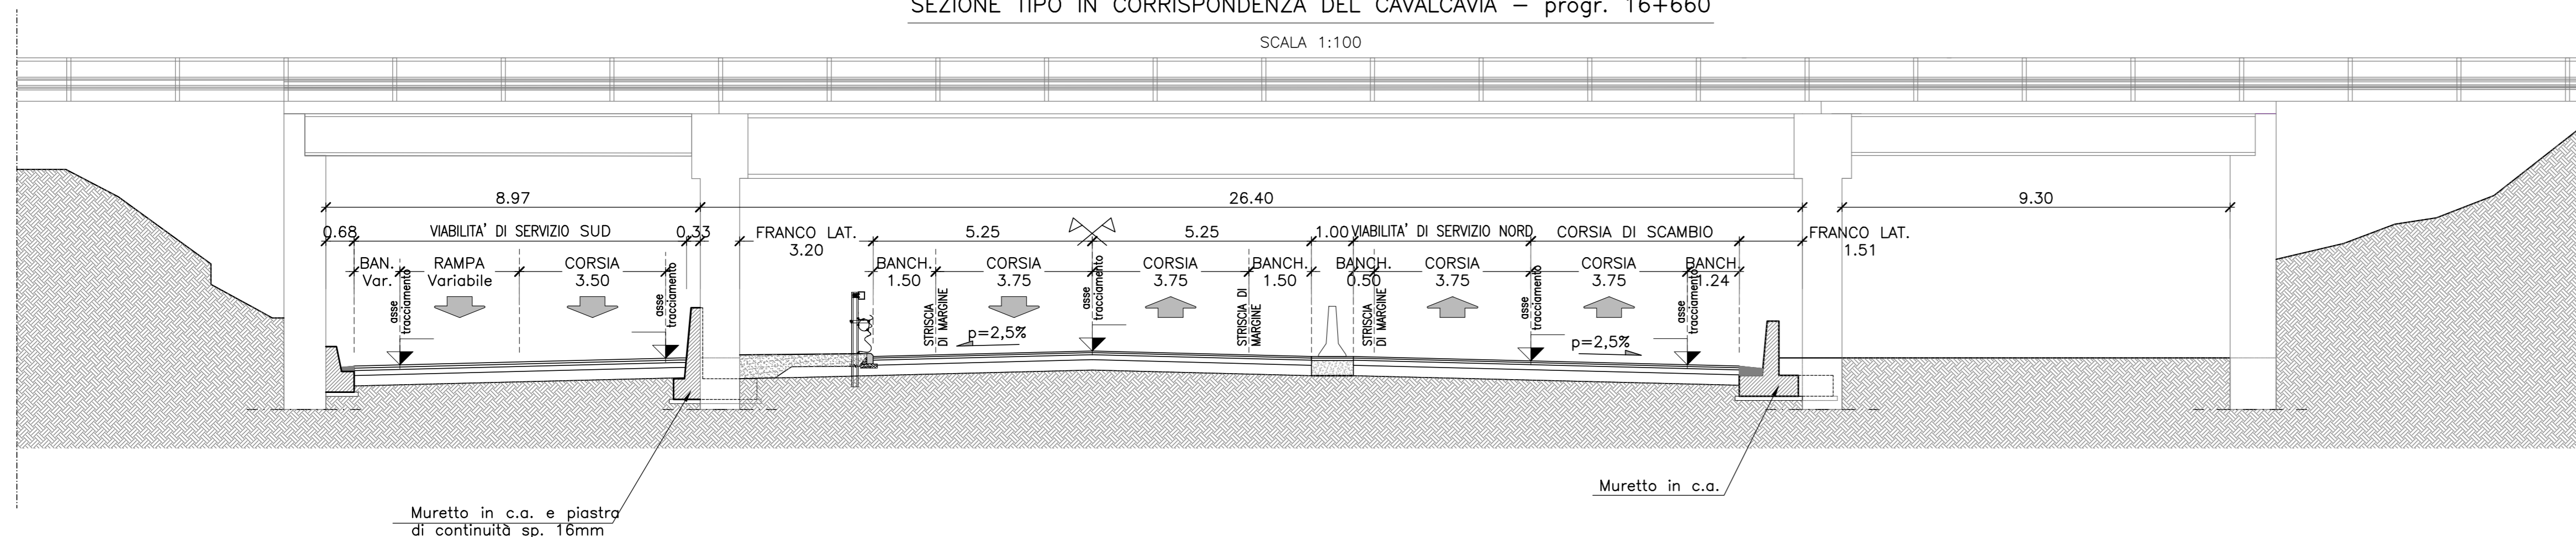 SEZIONE TIPO IN CORRISPONDENZA DEL CAVALCAVIA – progr. 16+660
SCALA 1:100
8.97
26.40
9.30
0.68
VIABILITA' DI SERVIZIO SUD
0.33
FRANCO LAT.
3.20
5.25
5.25
1.00
VIABILITA' DI SERVIZIO NORD
CORSIA DI SCAMBIO
FRANCO LAT.
1.51
BAN.
Var.
RAMPA
Variabile
CORSIA
3.50
BANCH.
1.50
CORSIA
3.75
CORSIA
3.75
BANCH.
1.50
BANCH.
0.50
CORSIA
3.75
CORSIA
3.75
BANCH.
1.24
asse
tracciamento
asse
tracciamento
STRISCIA
DI MARGINE
asse
tracciamento
STRISCIA DI
MARGINE
STRISCIA
DI MARGINE
asse
tracciamento
asse
tracciamento
p=2,5%
p=2,5%
Muretto in c.a. e piastra
di continuità sp. 16mm
Muretto in c.a.